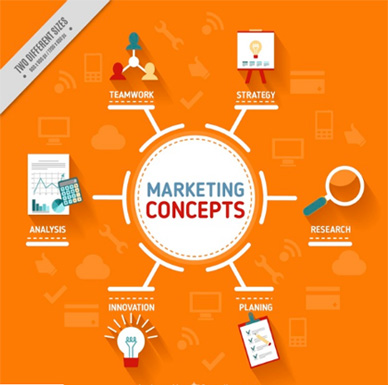 TWO DIFFERENT SIZES
TEAMWORK
STRATEGY
MARKETING
CONCEPTS
ANALYSIS
RESEARCH
INNOVATION
PLANING